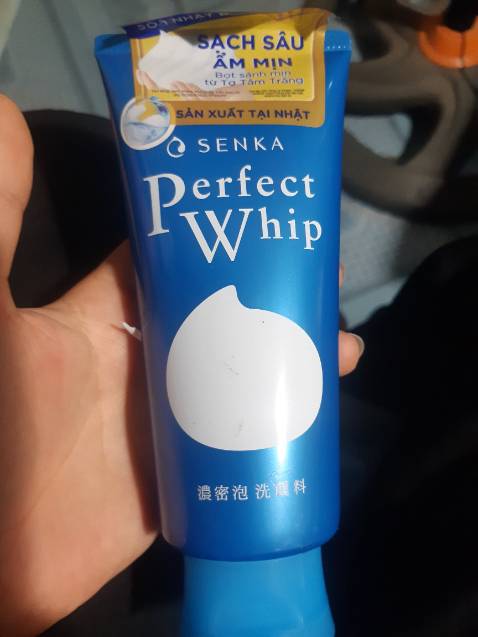 SẠCH SÂU
ẨM MỊN
Bọt sánh mịn
từ Tơ Tằm Trắng
SẢN XUẤT TẠI NHẬT
SENKA
Perfect
Whip
濃密泡 洗顔料